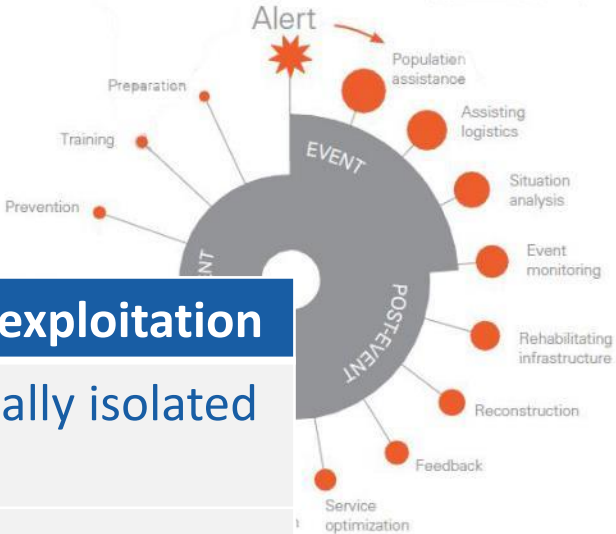 Alert
Population
assistance
Assisting
logistics
Situation
analysis
Event
monitoring
Rehabilitating
infrastructure
Reconstruction
Feedback
Service
optimization
Preparation
Training
Prevention
EVENT
POST-EVENT
ENT
exploitation
ally isolated